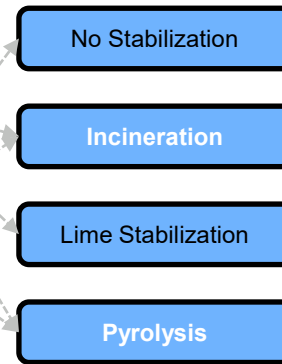 No Stabilization
Incineration
Lime Stabilization
Pyrolysis